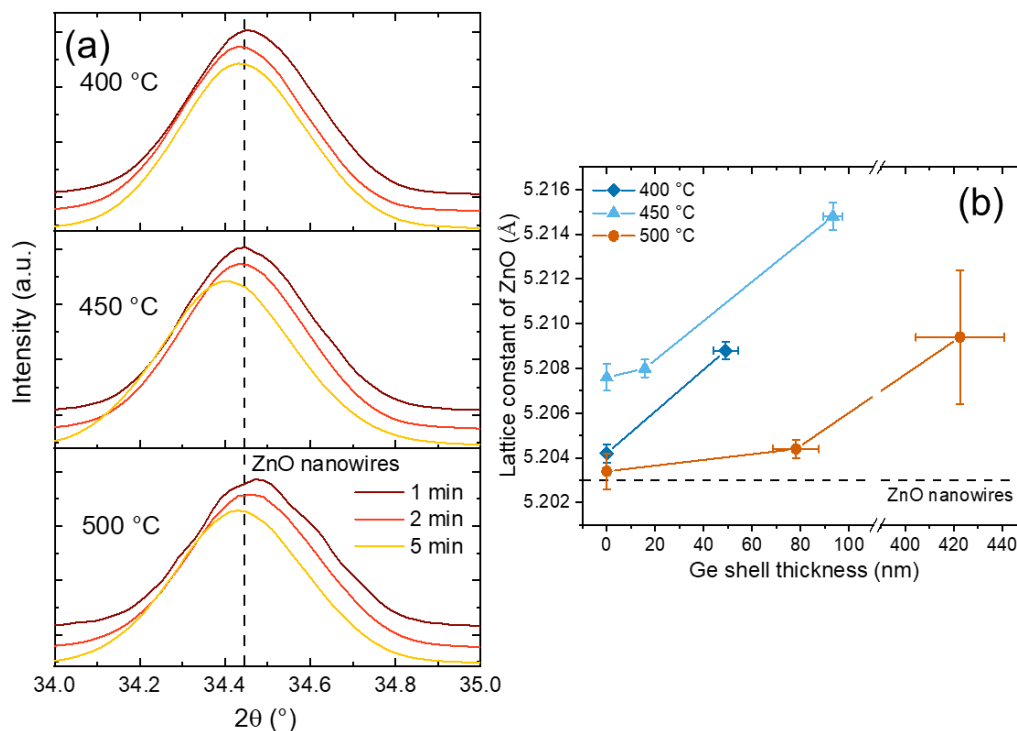 (a)
400 °C
450 °C
500 °C
ZnO nanowires
1 min
2 min
5 min
Intensity (a.u.)
34.0 34.2 34.4 34.6 34.8 35.0
2θ (°)
(b)
400 °C
450 °C
500 °C
5.216
5.214
5.212
5.210
5.208
5.206
5.204
5.202
Lattice constant of ZnO (Å)
ZnO nanowires
0 20 40 60 80 100 400 420 440
Ge shell thickness (nm)